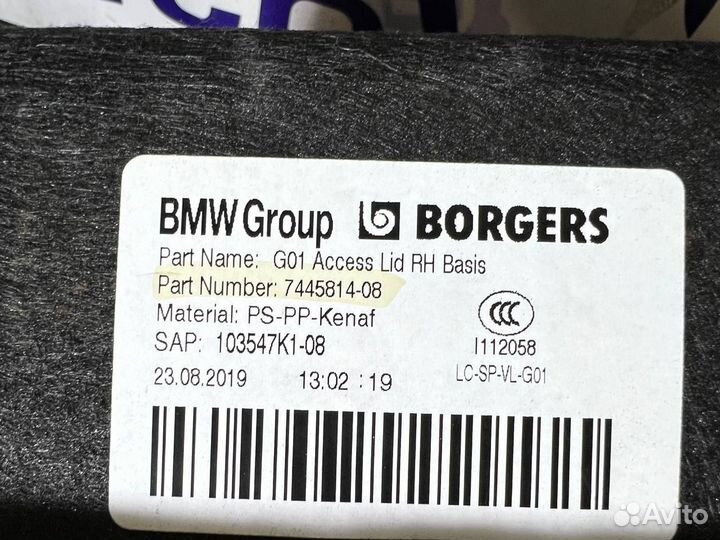 BMW Group BORGERS
Part Name: G01 Access Lid RH Basis
Part Number: 7445814-08
Material: PS-PP-Kenaf
SAP: 103547K1-08
23.08.2019 13:02:19
CCC
I112058
LC-SP-VL-G01
Avito